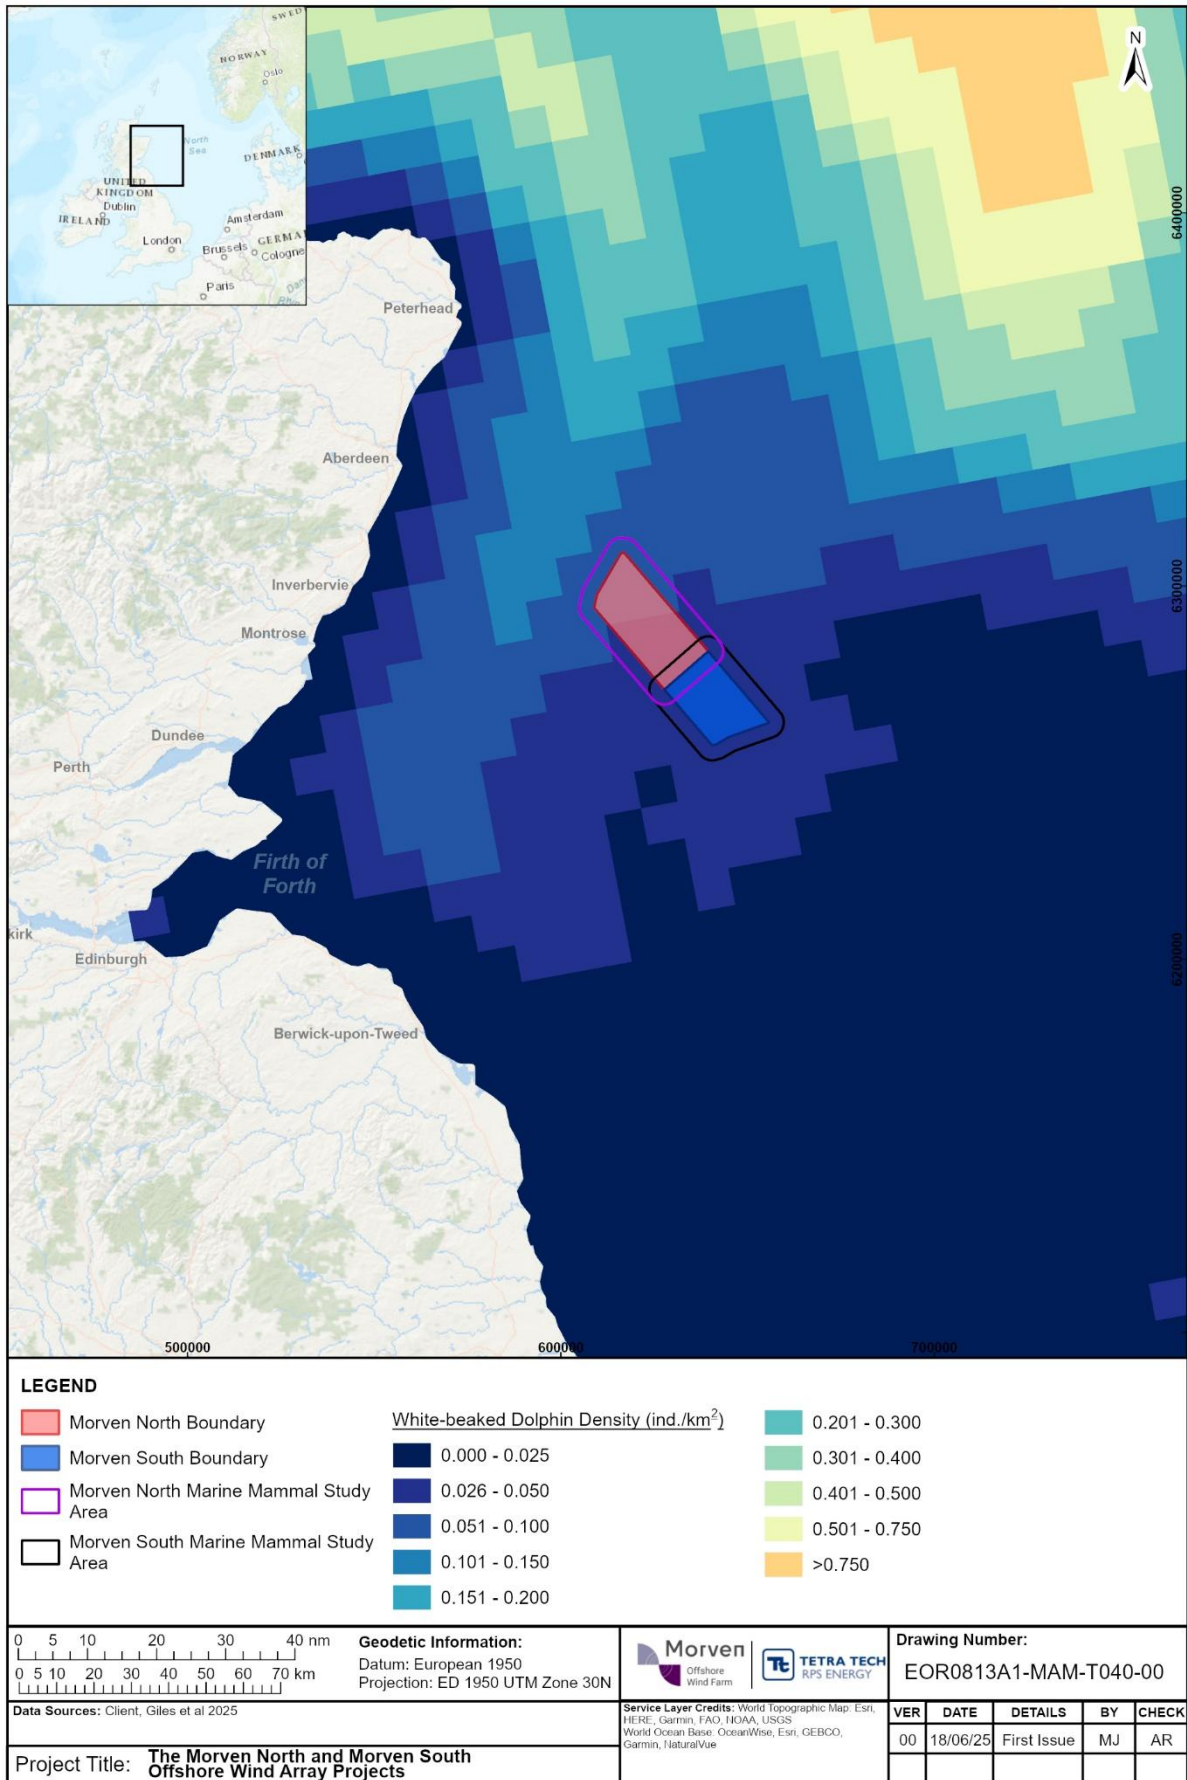 SWED
NORWAY
Oslo
North
Sea
DENMARK
UNITED
KINGDOM
Dublin
IRELAND
Amsterdam
London
Brussels
GERMA
Cologne
Paris
N
Peterhead
6400000
Aberdeen
Inverbervie
6300000
Montrose
Dundee
Perth
Firth of
Forth
kirk
Edinburgh
6200000
Berwick-upon-Tweed
500000
600000
700000
LEGEND
Morven North Boundary
Morven South Boundary
Morven North Marine Mammal Study
Area
Morven South Marine Mammal Study
Area
White-beaked Dolphin Density (ind./km²)
0.000 - 0.025
0.026 - 0.050
0.051 - 0.100
0.101 - 0.150
0.151 - 0.200
0.201 - 0.300
0.301 - 0.400
0.401 - 0.500
0.501 - 0.750
>0.750
0 5 10 20 30 40 nm
0 5 10 20 30 40 50 60 70 km
Geodetic Information:
Datum: European 1950
Projection: ED 1950 UTM Zone 30N
Morven
Offshore
Wind Farm
Tt TETRA TECH
RPS ENERGY
Drawing Number:
EOR0813A1-MAM-T040-00
Data Sources: Client, Giles et al 2025
Service Layer Credits: World Topographic Map: Esri,
HERE, Garmin, FAO, NOAA, USGS
World Ocean Base: OceanWise, Esri, GEBCO,
Garmin, NaturalVue
VER DATE DETAILS BY CHECK
00 18/06/25 First Issue MJ AR
Project Title: The Morven North and Morven South
Offshore Wind Array Projects